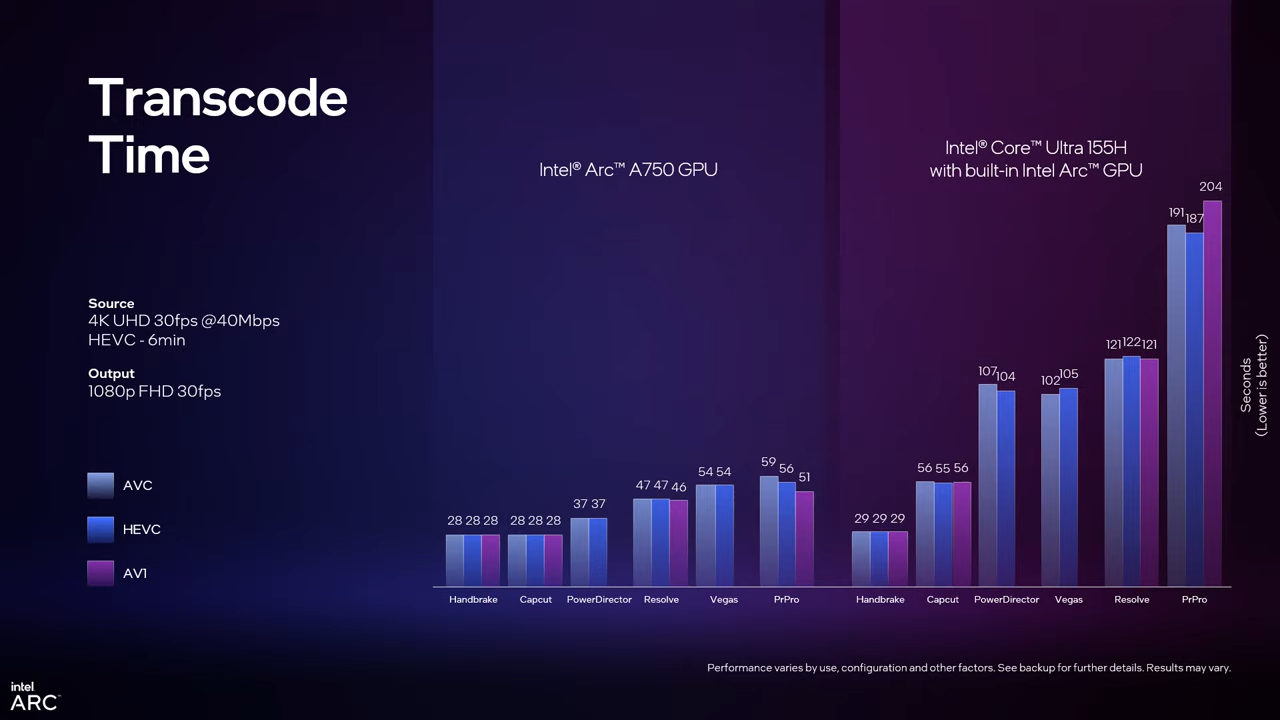 Transcode
Time
Source
4K UHD 30fps @40Mbps
HEVC - 6min
Output
1080p FHD 30fps
AVC
HEVC
AV1
Intel® Arc™ A750 GPU
28 28 28
28 28 28
37 37
47 47 46
54 54
59 56 51
Handbrake Capcut PowerDirector Resolve Vegas PrPro
Intel® Core™ Ultra 155H
with built-in Intel Arc™ GPU
29 29 29
56 55 56
107 104
102 105
121 122 121
191 187 204
Handbrake Capcut PowerDirector Vegas Resolve PrPro
Seconds
(Lower is better)
Performance varies by use, configuration and other factors. See backup for further details. Results may vary.
intel
ARC™